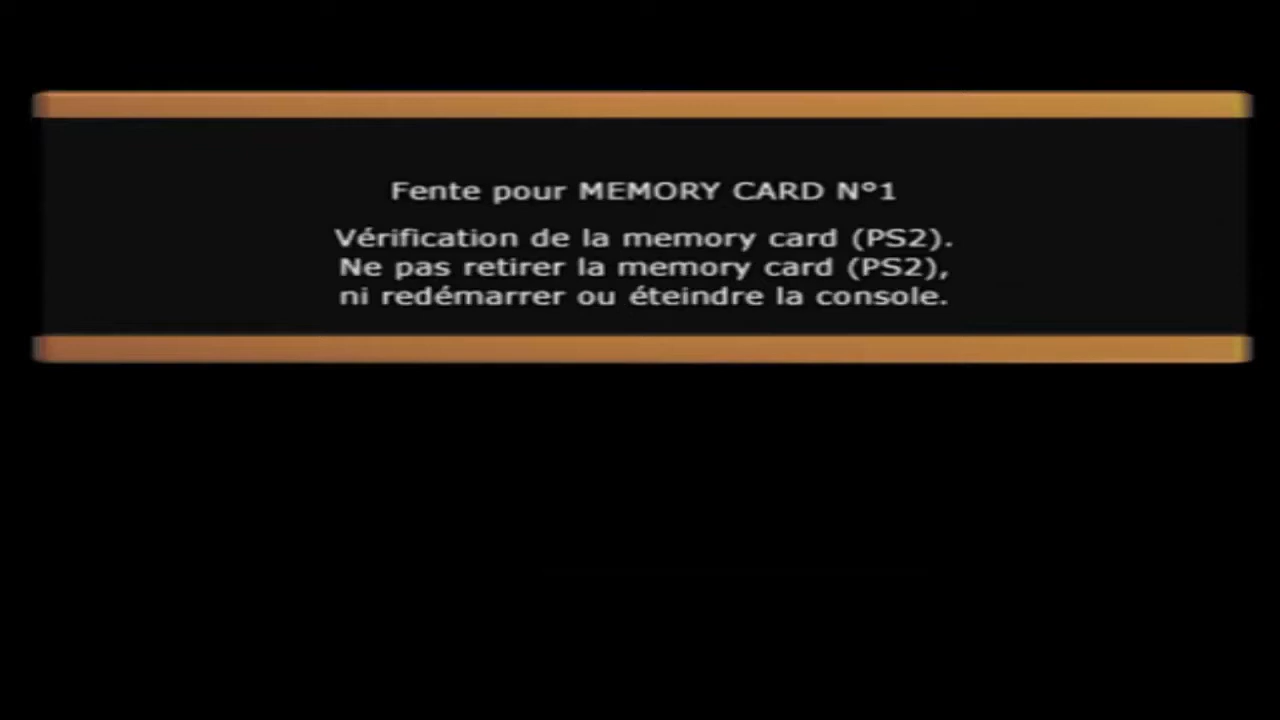 Fente pour MEMORY CARD N°1
Vérification de la memory card (PS2).
Ne pas retirer la memory card (PS2),
ni redémarrer ou éteindre la console.